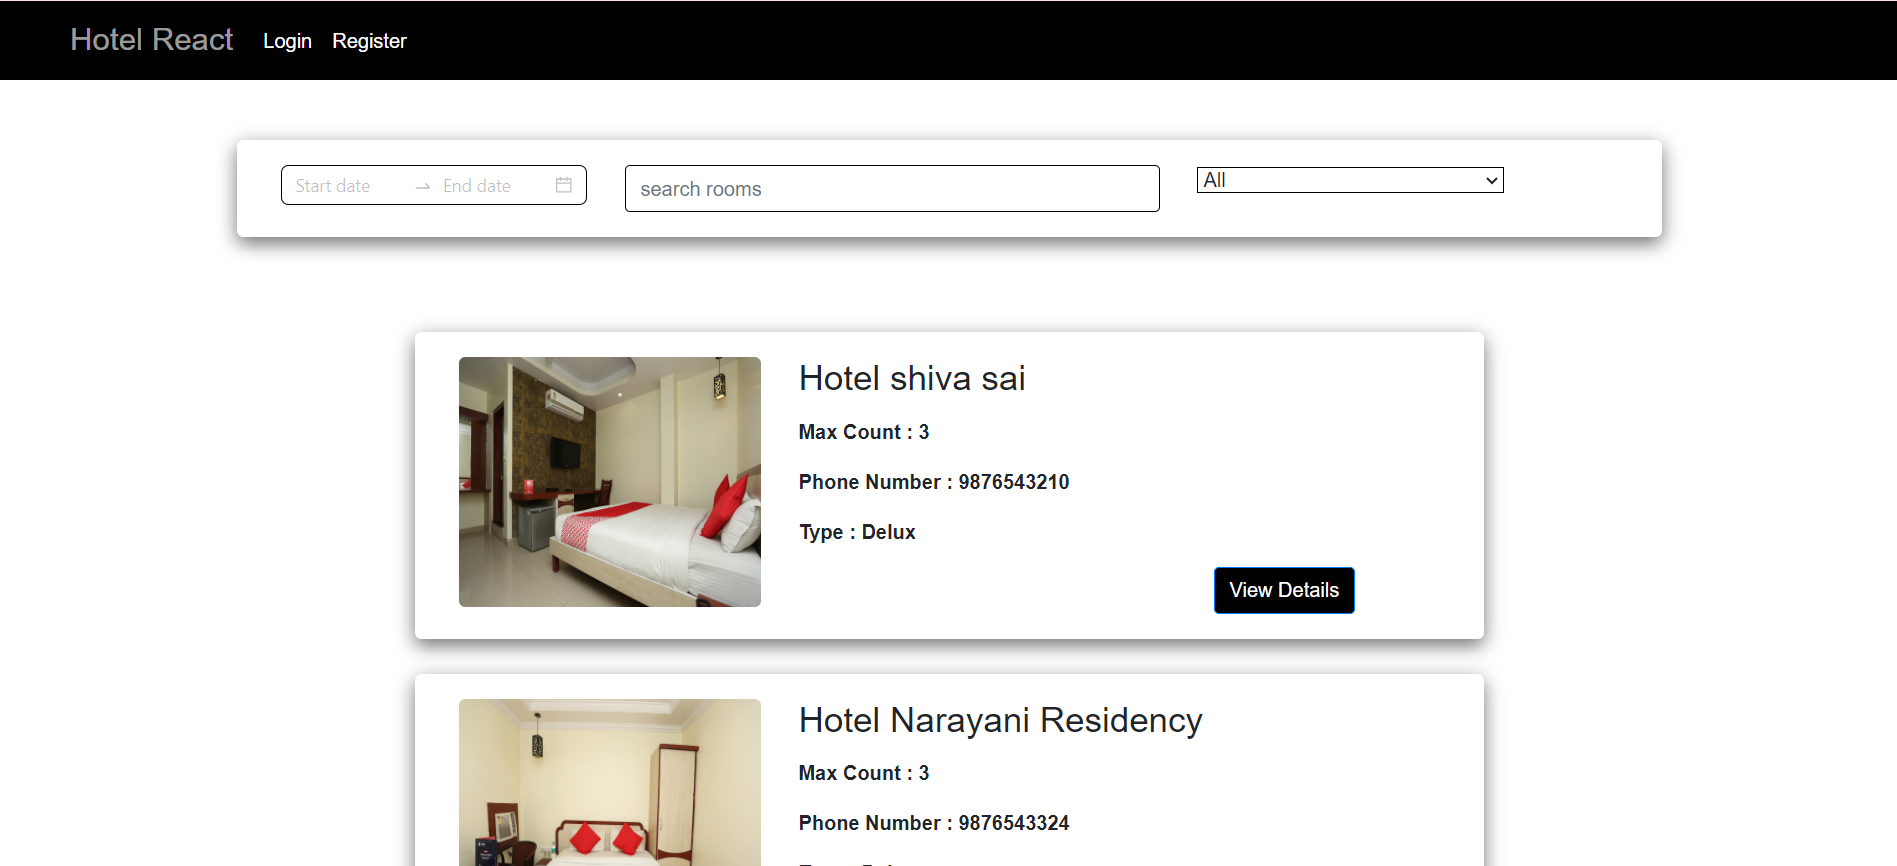 Hotel React Login Register
Start date → End date search rooms All
Hotel shiva sai
Max Count : 3
Phone Number : 9876543210
Type : Delux
View Details
Hotel Narayani Residency
Max Count : 3
Phone Number : 9876543324